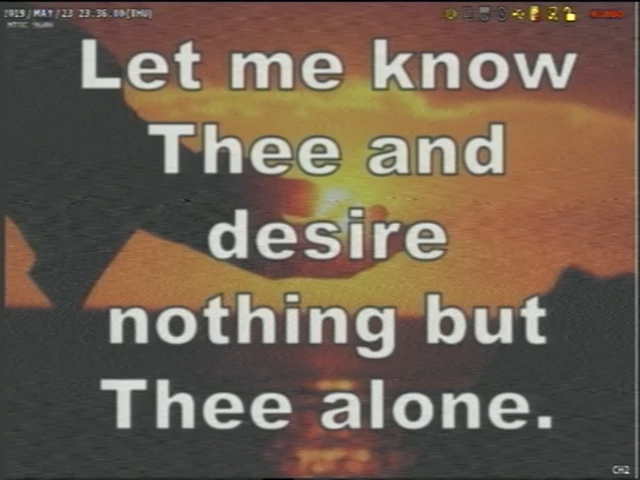 2019/MAY/23 23:36:00(THU)
Let me know
Thee and
desire
nothing but
Thee alone.
CH2